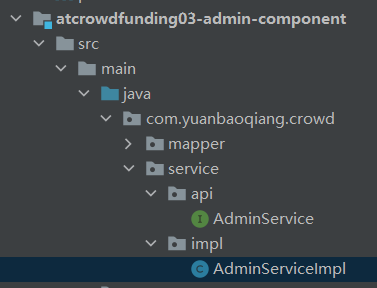 atcrowdfunding03-admin-component
src
main
java
com.yuanbaoqiang.crowd
mapper
service
api
I AdminService
impl
C AdminServiceImpl